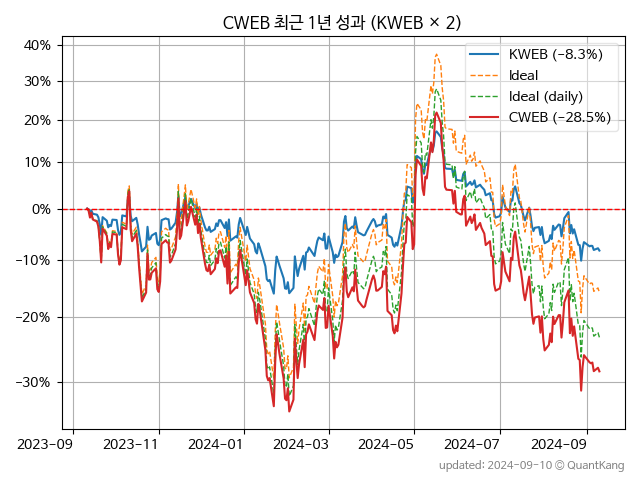 CWEB 최근 1년 성과 (KWEB × 2)
40%
30%
20%
10%
0%
−10%
−20%
−30%
KWEB (−8.3%)
Ideal
Ideal (daily)
CWEB (−28.5%)
2023−09
2023−11
2024−01
2024−03
2024−05
2024−07
2024−09
updated: 2024−09−10 © QuantKang